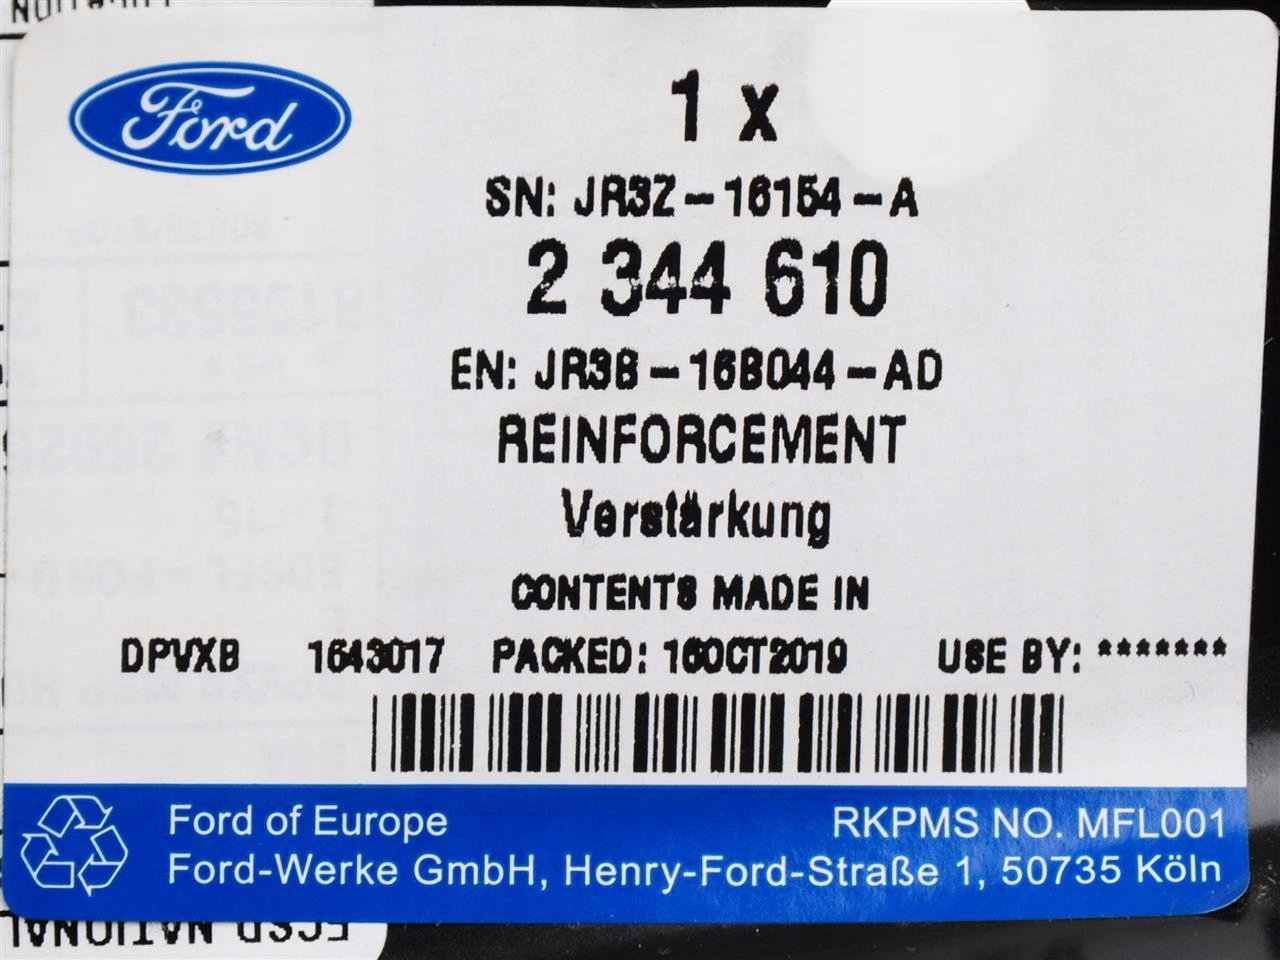 Ford
1 x
SN: JR3Z-16154-A
2 344 610
EN: JR3B-16B044-AD
REINFORCEMENT
Verstärkung
CONTENTS MADE IN
DPVXB 1643017 PACKED: 16OCT2019 USE BY: *******
Ford of Europe RKPMS NO. MFL001
Ford-Werke GmbH, Henry-Ford-Straße 1, 50735 Köln